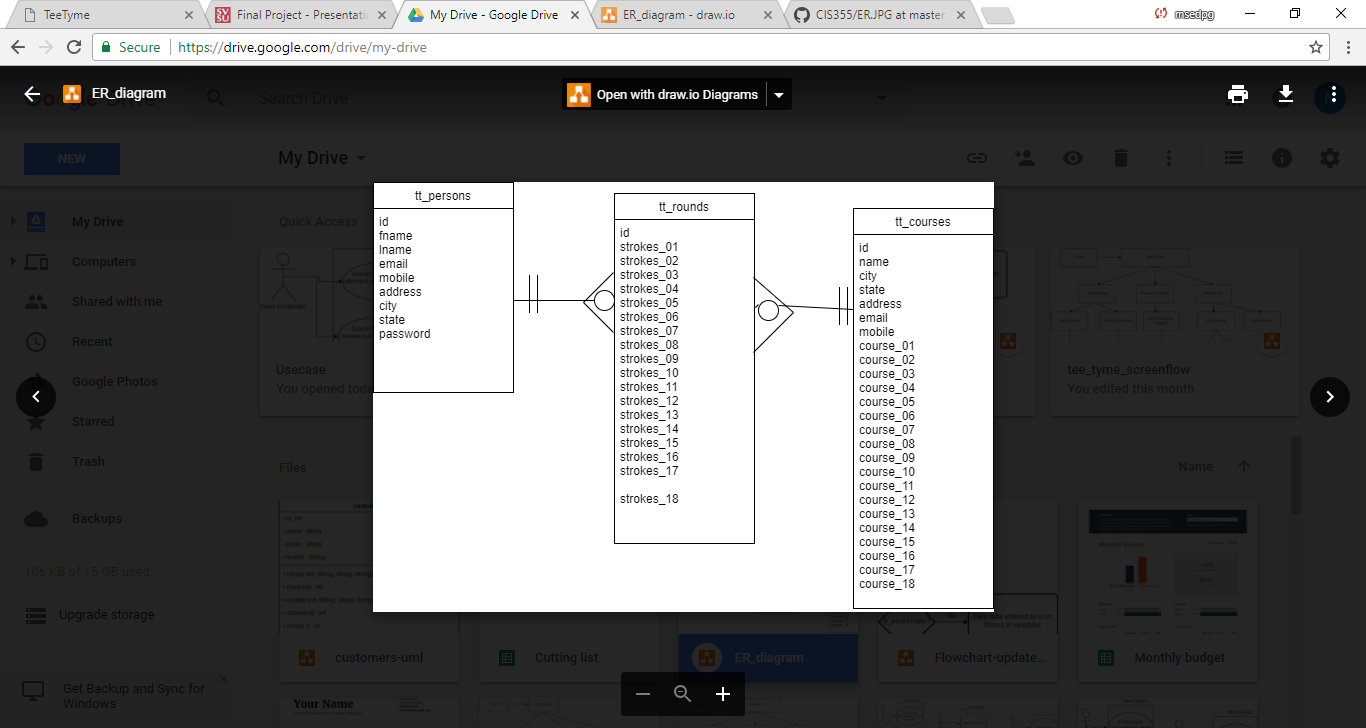 TeeTyme
Final Project - Presentati
My Drive - Google Drive
ER_diagram - draw.io
CIS355/ER.JPG at master
msedpg
Secure
https://drive.google.com/drive/my-drive
ER_diagram
Search Drive
Open with draw.io Diagrams
NEW
My Drive
My Drive
Computers
Shared with me
Recent
Google Photos
Starred
Trash
Backups
106 KB of 15 GB used
Upgrade storage
Get Backup and Sync for
Windows
Quick Access
Usecase
You opened toda
tee_tyme_screenflow
You edited this month
Files
Name
tt_persons
id
fname
lname
email
mobile
address
city
state
password
tt_rounds
id
strokes_01
strokes_02
strokes_03
strokes_04
strokes_05
strokes_06
strokes_07
strokes_08
strokes_09
strokes_10
strokes_11
strokes_12
strokes_13
strokes_14
strokes_15
strokes_16
strokes_17
strokes_18
tt_courses
id
name
city
state
address
email
mobile
course_01
course_02
course_03
course_04
course_05
course_06
course_07
course_08
course_09
course_10
course_11
course_12
course_13
course_14
course_15
course_16
course_17
course_18
customers-uml
Cutting list
ER_diagram
Flowchart-update...
Monthly budget
Monthly Budget
Your Name